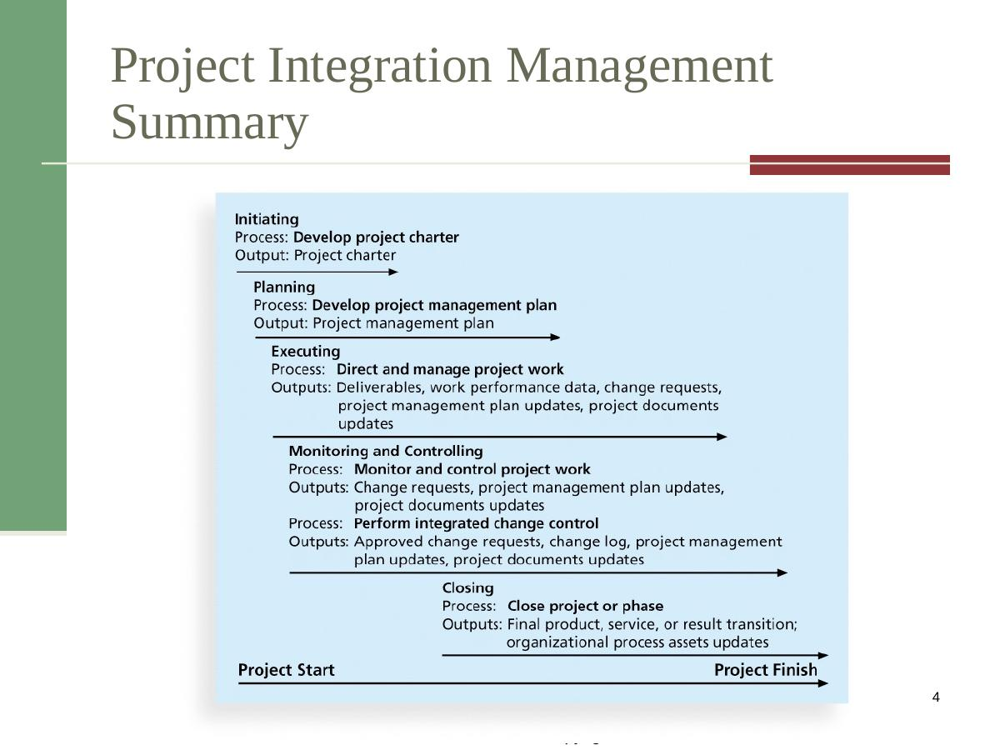 Project Integration Management
Summary
Initiating
Process: Develop project charter
Output: Project charter
Planning
Process: Develop project management plan
Output: Project management plan
Executing
Process: Direct and manage project work
Outputs: Deliverables, work performance data, change requests,
project management plan updates, project documents
updates
Monitoring and Controlling
Process: Monitor and control project work
Outputs: Change requests, project management plan updates,
project documents updates
Process: Perform integrated change control
Outputs: Approved change requests, change log, project management
plan updates, project documents updates
Closing
Process: Close project or phase
Outputs: Final product, service, or result transition;
organizational process assets updates
Project Start Project Finish
4